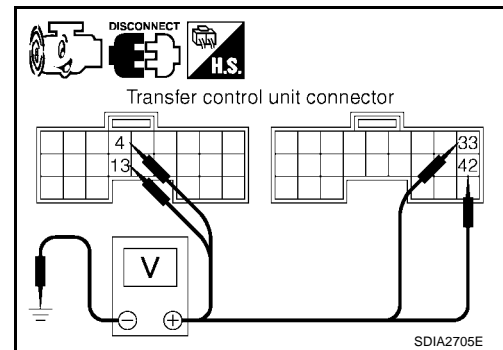 DISCONNECT
H.S.
Transfer control unit connector
4
13
33
42
V
SDIA2705E